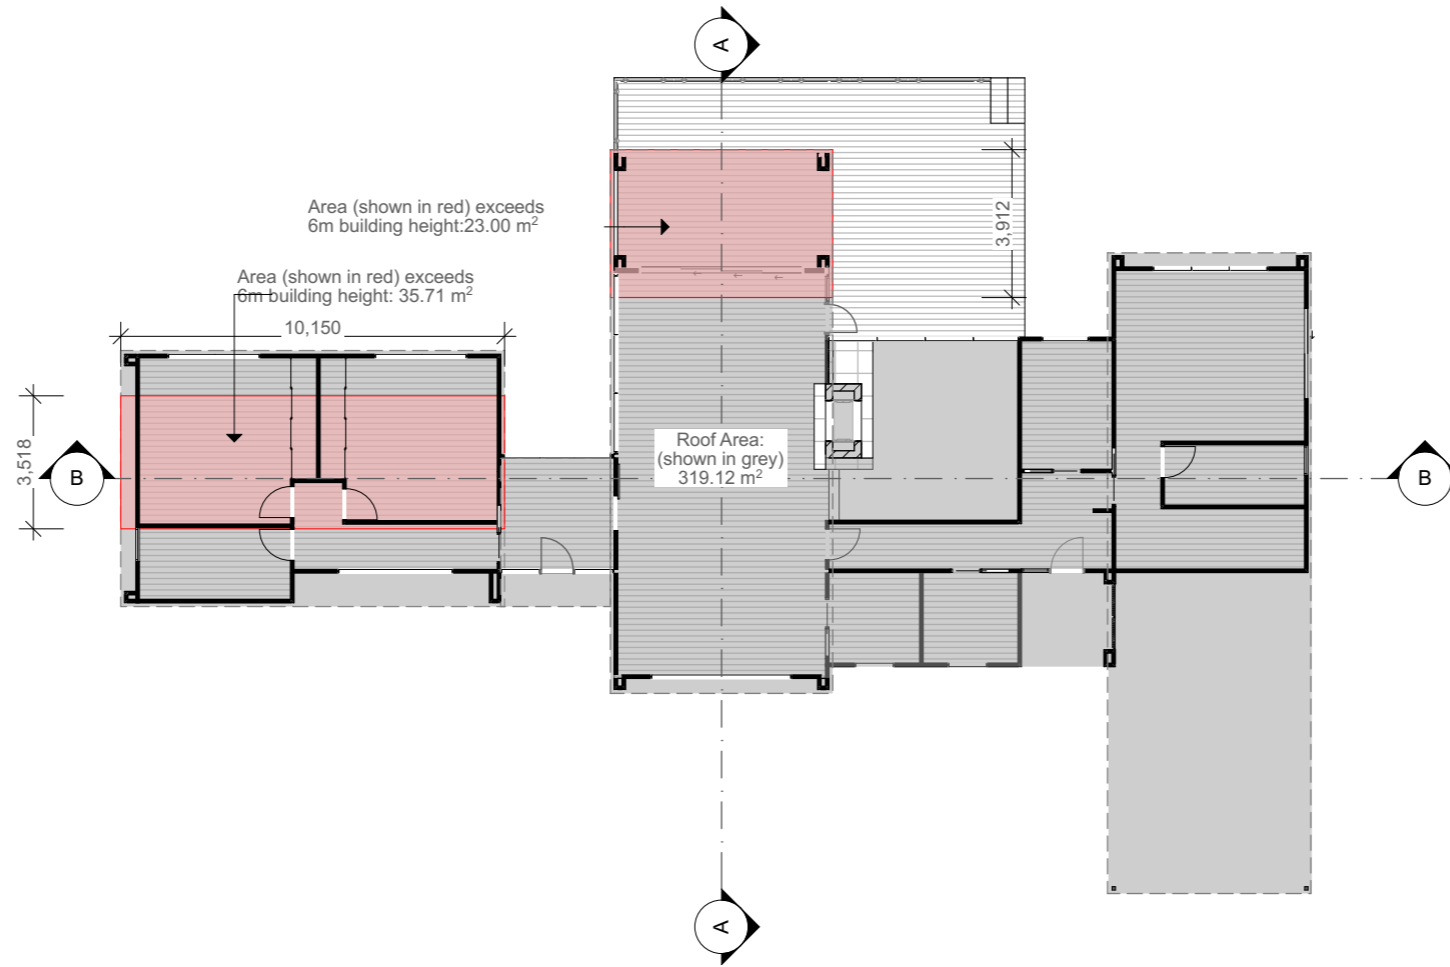 A
Area (shown in red) exceeds
6m building height:23.00 m²
3,912
Area (shown in red) exceeds
6m building height: 35.71 m²
10,150
3,518
Roof Area:
(shown in grey)
319.12 m²
B
B
A